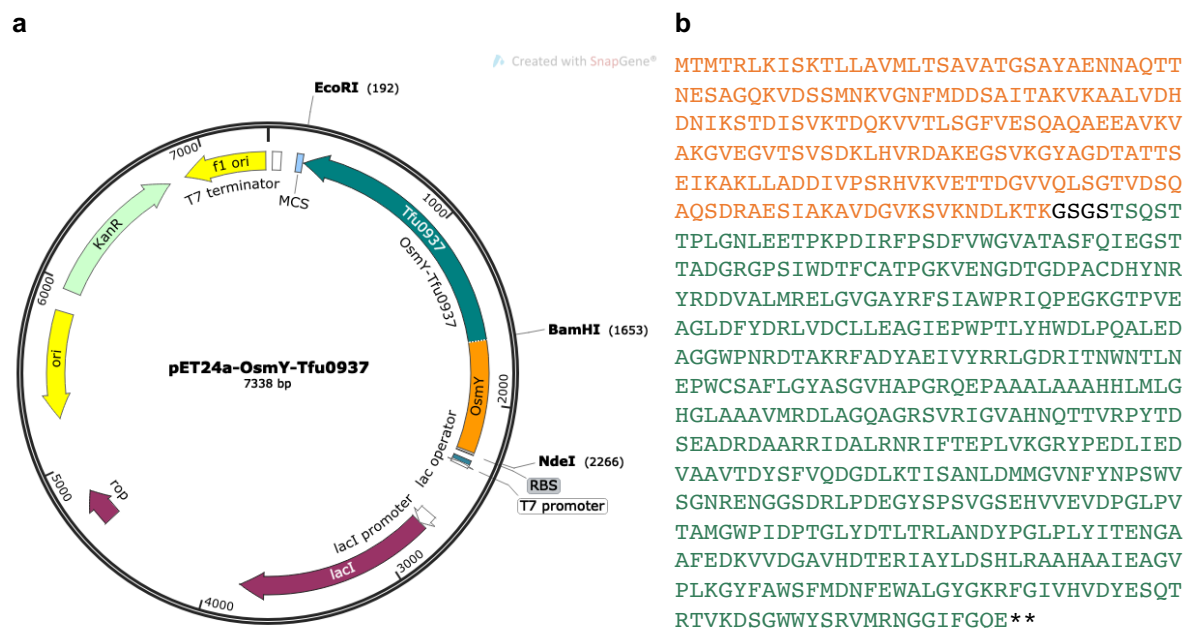 a
Created with SnapGene®
EcoRI (192)
7000
f1 ori
T7 terminator
MCS
KanR
1000
Tfu0937
OsmY-Tfu0937
6000
BamHI (1653)
ori
pET24a-OsmY-Tfu0937
7338 bp
OsmY
2000
lac operator
NdeI (2266)
RBS
T7 promoter
5000
rop
lacI promoter
lacI
3000
4000
b
MTMTRLKISKTLLAVMLTSAVATGSAYAENNAQTT
NESAGQKVDSSMNKVGNFMDDSAITAKVKAALVDH
DNIKSTDISVKTDQKVVTLSGFVESQAQAEEAVKV
AKGVEGVTSVSDKLHVRDAKEGSVKGYAGDTATTS
EIKAKLLADDIVPSRHVKVETTDGVVQLSGTVDSQ
AQSDRAESIAKAVDGVKSVKNDLKTKGSGSTSQST
TPLGNLEETPKPDIRFPSDFVWGVATASFQIEGST
TADGRGPSIWDTFCATPGKVENGDTGDPACDHYNR
YRDDVALMRELGVGAYRFSIAWPRIQPEGKGTPVE
AGLDFYDRLVDCLLEAGIEPWPTLYHWDLPQALED
AGGWPNRDTAKRFADYAEIVYRRLGDRITNWNTLN
EPWCSAFLGYASGVHAPGRQEPAAALAAAHHLMLG
HGLAAAVMRDLAGQAGRSVRIGVAHNQTTVRPYTD
SEADRDAARRIDALRNRIFTEPLVKGRYPEDLIED
VAAVTDYSFVQDGDLKTISANLDMMGVNFYNPSWV
SGNRENGGSDRLPDEGYSPSVGSEHVVEVDPGLPV
TAMGWPIDPTGLYDTLTRLANDYPGLPLYITENGA
AFEDKVVDGAVHDTERIAYLDSHLRAAHAAIEAGV
PLKGYFAWSFMDNFEWALGYGKRFGIVHVDYESQT
RTVKDSGWWYSRVMRNGGIFGQE**